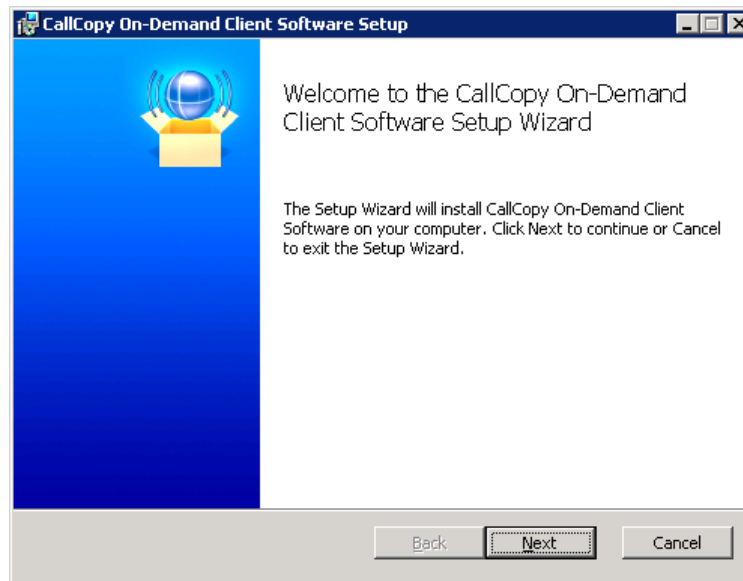 CallCopy On-Demand Client Software Setup
Welcome to the CallCopy On-Demand
Client Software Setup Wizard
The Setup Wizard will install CallCopy On-Demand Client
Software on your computer. Click Next to continue or Cancel
to exit the Setup Wizard.
Back Next Cancel